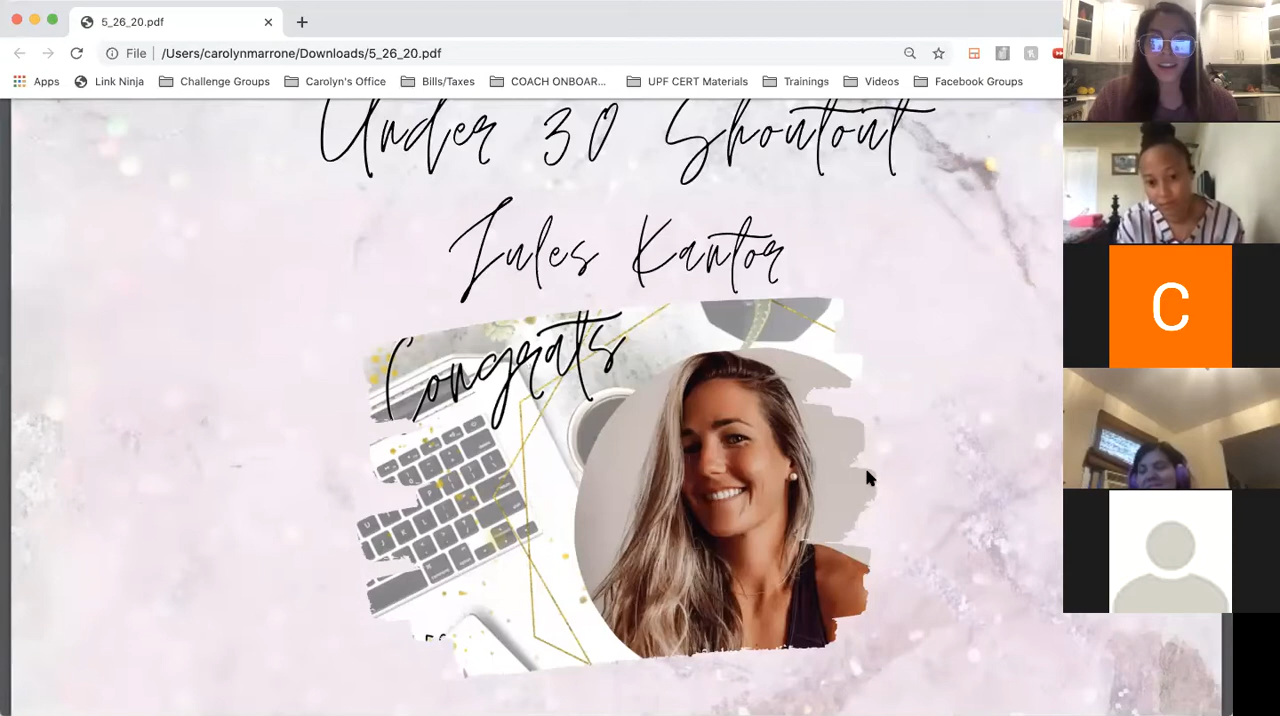 5_26_20.pdf
File
/Users/carolynmarrone/Downloads/5_26_20.pdf
Apps
Link Ninja
Challenge Groups
Carolyn's Office
Bills/Taxes
COACH ONBOAR...
UPF CERT Materials
Trainings
Videos
Facebook Groups
Under 30 Shoutout
Jules Kantor
Congrats
C